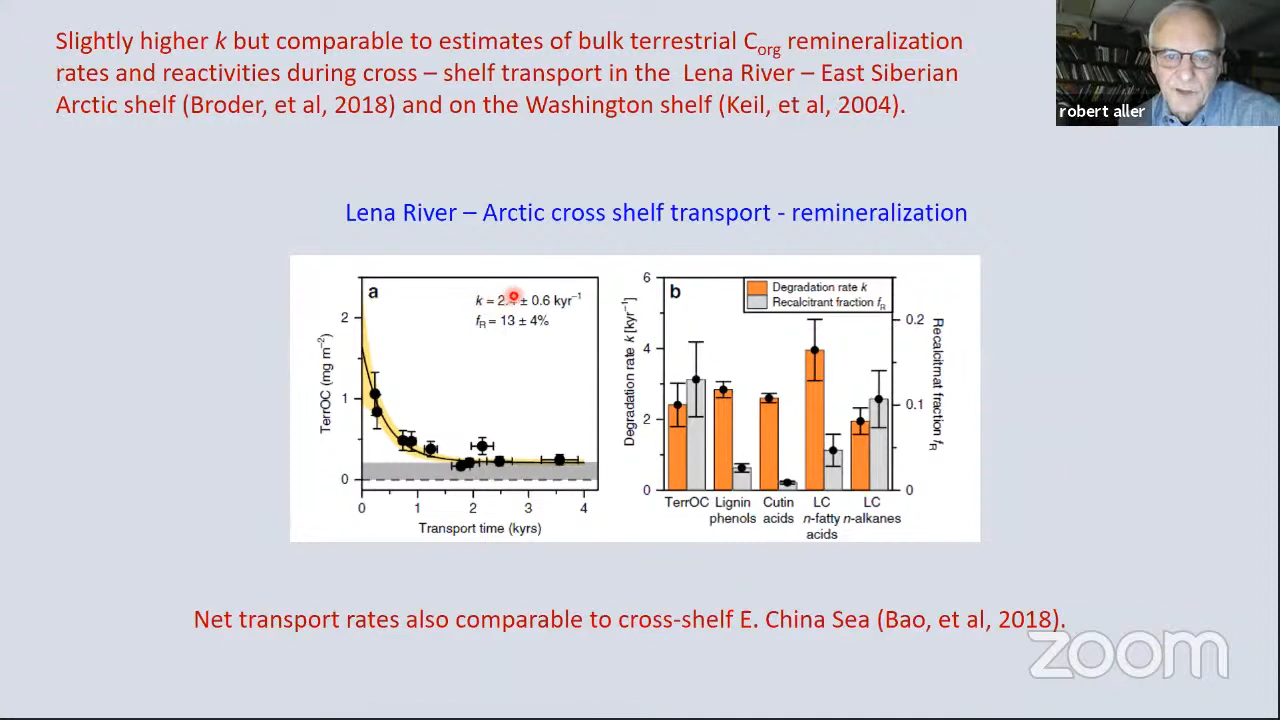 Slightly higher k but comparable to estimates of bulk terrestrial Corg remineralization
rates and reactivities during cross – shelf transport in the Lena River – East Siberian
Arctic shelf (Broder, et al, 2018) and on the Washington shelf (Keil, et al, 2004).
robert aller
Lena River – Arctic cross shelf transport - remineralization
a
k = 2.4 ± 0.6 kyr⁻¹
fR = 13 ± 4%
TerrOC (mg m⁻²)
2
1
0
0 1 2 3 4
Transport time (kyrs)
b
Degradation rate k
Recalcitrant fraction fR
Degradation rate k [kyr⁻¹]
6
4
2
0
0.2
0.1
0
Recalcitmat fraction fR
TerrOC Lignin Cutin LC LC
phenols acids n-fatty n-alkanes
acids
Net transport rates also comparable to cross-shelf E. China Sea (Bao, et al, 2018).
zoom